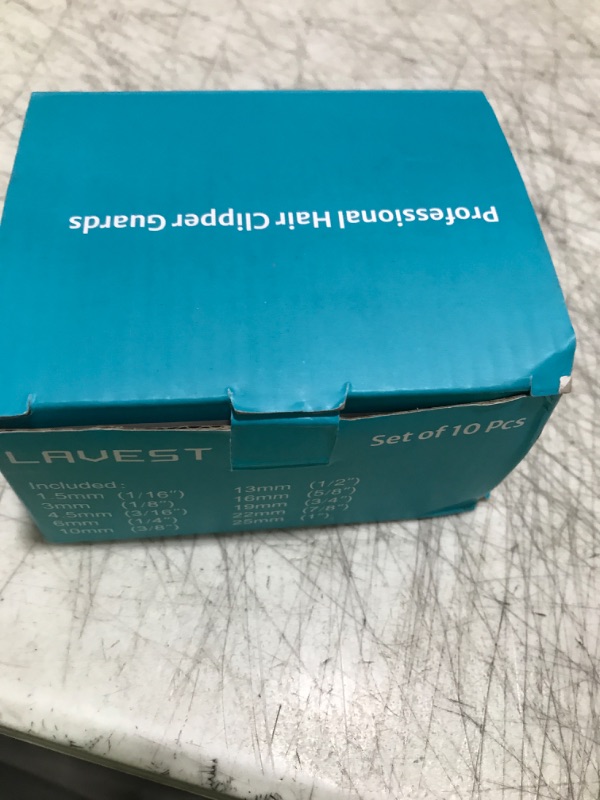 Professional Hair Clipper Guards
LAVEST
Set of 10 Pcs
Included:
1.5mm (1/16")
3mm (1/8")
4.5mm (3/16")
6mm (1/4")
10mm (3/8")
13mm (1/2")
16mm (5/8")
19mm (3/4")
22mm (7/8")
25mm (1")